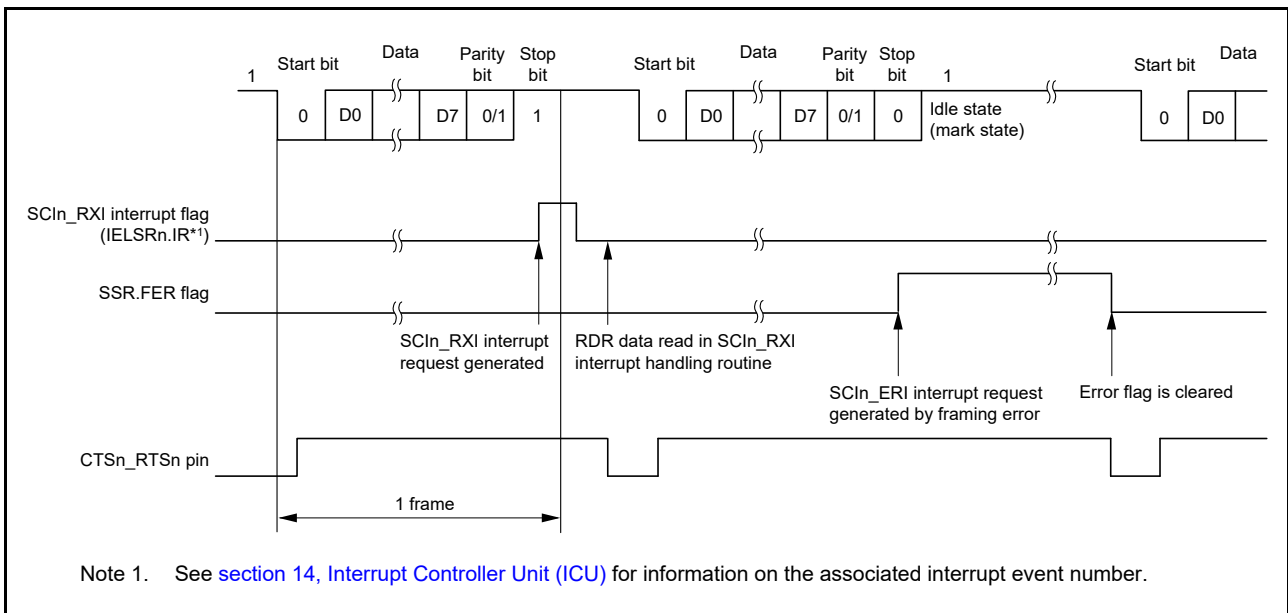 1
Start bit
Data
Parity
bit
Stop
bit
Start bit
Data
Parity
bit
Stop
bit
1
Start bit
Data
0
D0
D7
0/1
1
0
D0
D7
0/1
0
Idle state
(mark state)
0
D0
SCIn_RXI interrupt flag
(IELSRn.IR*1)
SSR.FER flag
SCIn_RXI interrupt
request generated
RDR data read in SCIn_RXI
interrupt handling routine
SCIn_ERI interrupt request
generated by framing error
Error flag is cleared
CTSn_RTSn pin
1 frame
Note 1. See section 14, Interrupt Controller Unit (ICU) for information on the associated interrupt event number.